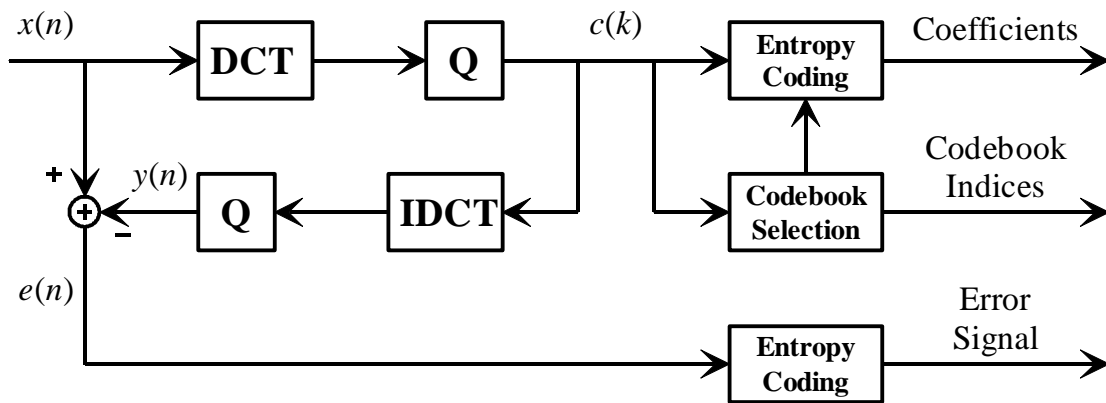 x(n)
c(k)
Coefficients
DCT
Q
Entropy
Coding
+
y(n)
Codebook
Indices
+
Q
IDCT
Codebook
Selection
−
e(n)
Error
Signal
Entropy
Coding